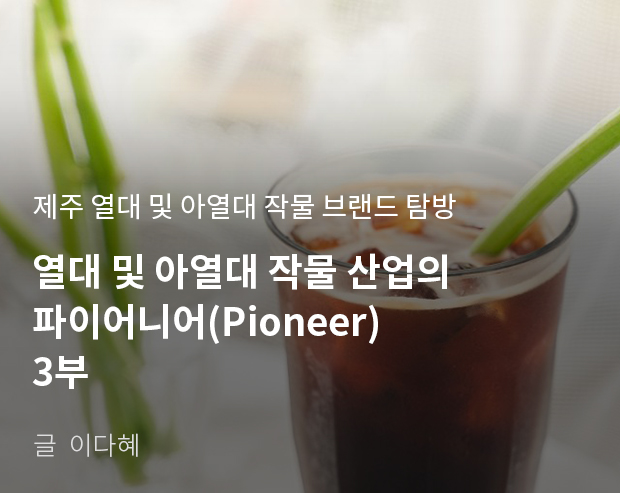 제주 열대 및 아열대 작물 브랜드 탐방
열대 및 아열대 작물 산업의
파이어니어(Pioneer)
3부
글 이다혜